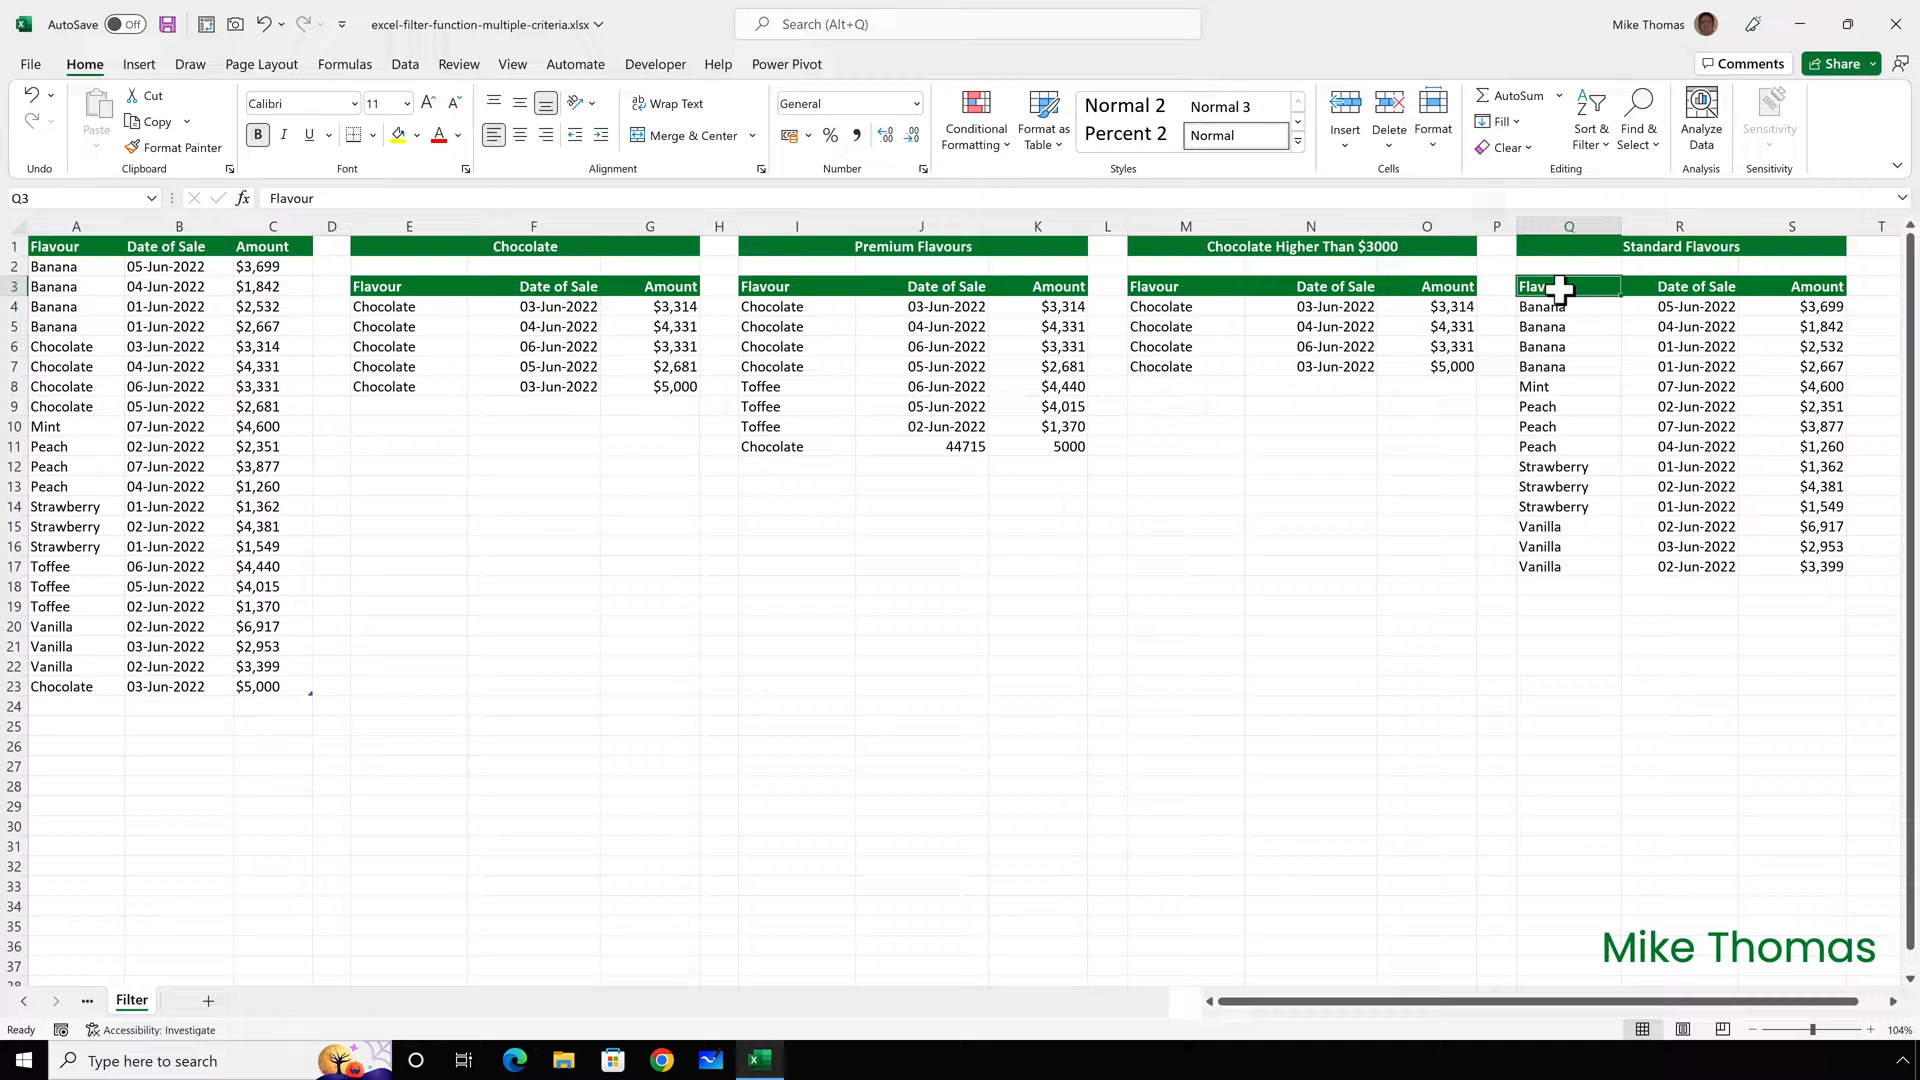 AutoSave Off excel-filter-function-multiple-criteria.xlsx Search (Alt+Q) Mike Thomas
File Home Insert Draw Page Layout Formulas Data Review View Automate Developer Help Power Pivot Comments Share
Paste Cut Copy Format Painter
Calibri 11
B I U A
ab Wrap Text
Merge & Center
General
% 9
Conditional Formatting Format as Table
Normal 2 Normal 3
Percent 2 Normal
Insert Delete Format
AutoSum Fill Clear
Sort & Filter Find & Select
Analyze Data Sensitivity
Undo Clipboard Font Alignment Number Styles Cells Editing Analysis Sensitivity
Q3 fx Flavour
A B C D E F G H I J K L M N O P Q R S T
1 Flavour Date of Sale Amount Chocolate Premium Flavours Chocolate Higher Than $3000 Standard Flavours
2 Banana 05-Jun-2022 $3,699
3 Banana 04-Jun-2022 $1,842 Flavour Date of Sale Amount Flavour Date of Sale Amount Flavour Date of Sale Amount Date of Sale Amount
4 Banana 01-Jun-2022 $2,532 Chocolate 03-Jun-2022 $3,314 Chocolate 03-Jun-2022 $3,314 Chocolate 03-Jun-2022 $3,314 Banana 05-Jun-2022 $3,699
5 Banana 01-Jun-2022 $2,667 Chocolate 04-Jun-2022 $4,331 Chocolate 04-Jun-2022 $4,331 Chocolate 04-Jun-2022 $4,331 Banana 04-Jun-2022 $1,842
6 Chocolate 03-Jun-2022 $3,314 Chocolate 06-Jun-2022 $3,331 Chocolate 06-Jun-2022 $3,331 Chocolate 06-Jun-2022 $3,331 Banana 01-Jun-2022 $2,532
7 Chocolate 04-Jun-2022 $4,331 Chocolate 05-Jun-2022 $2,681 Chocolate 05-Jun-2022 $2,681 Chocolate 03-Jun-2022 $5,000 Banana 01-Jun-2022 $2,667
8 Chocolate 06-Jun-2022 $3,331 Chocolate 03-Jun-2022 $5,000 Toffee 06-Jun-2022 $4,440 Mint 07-Jun-2022 $4,600
9 Chocolate 05-Jun-2022 $2,681 Toffee 05-Jun-2022 $4,015 Peach 02-Jun-2022 $2,351
10 Mint 07-Jun-2022 $4,600 Toffee 02-Jun-2022 $1,370 Peach 07-Jun-2022 $3,877
11 Peach 02-Jun-2022 $2,351 Chocolate 44715 5000 Peach 04-Jun-2022 $1,260
12 Peach 07-Jun-2022 $3,877 Strawberry 01-Jun-2022 $1,362
13 Peach 04-Jun-2022 $1,260 Strawberry 02-Jun-2022 $4,381
14 Strawberry 01-Jun-2022 $1,362 Strawberry 01-Jun-2022 $1,549
15 Strawberry 02-Jun-2022 $4,381 Vanilla 02-Jun-2022 $6,917
16 Strawberry 01-Jun-2022 $1,549 Vanilla 03-Jun-2022 $2,953
17 Toffee 06-Jun-2022 $4,440 Vanilla 02-Jun-2022 $3,399
18 Toffee 05-Jun-2022 $4,015
19 Toffee 02-Jun-2022 $1,370
20 Vanilla 02-Jun-2022 $6,917
21 Vanilla 03-Jun-2022 $2,953
22 Vanilla 02-Jun-2022 $3,399
23 Chocolate 03-Jun-2022 $5,000
24
25
26
27
28
29
30
31
32
33
34
35
36 Mike Thomas
37
Filter
Ready Accessibility: Investigate 104%
Type here to search